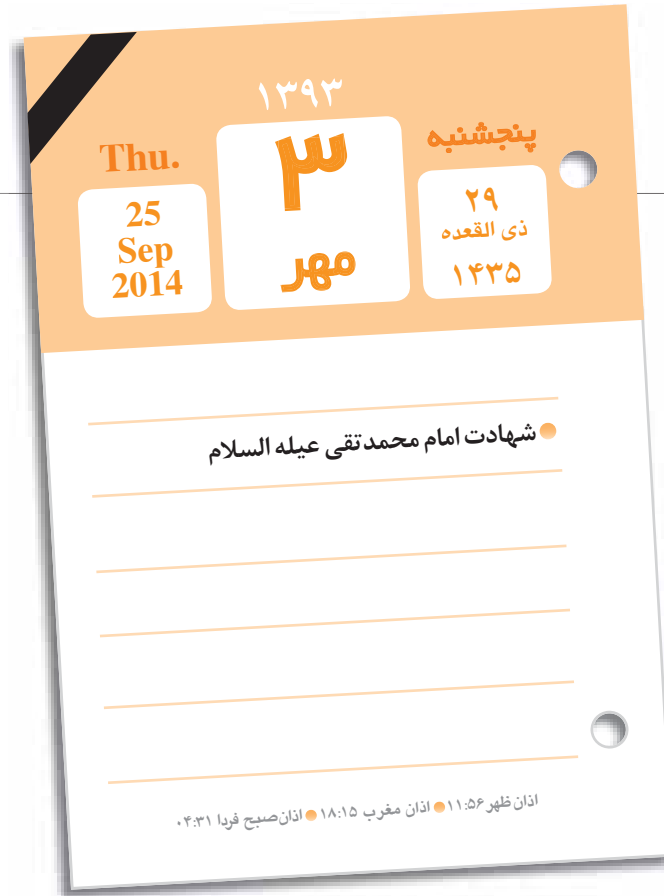 ۱۳۹۳
پنجشنبه
۲۹
ذی القعده
۱۴۳۵
۳
مهر
Thu.
25
Sep
2014
شهادت امام محمدتقی عیله السلام
اذان ظهر ۱۱:۵۶ اذان مغرب ۱۸:۱۵ اذان صبح فردا ۰۴:۳۱